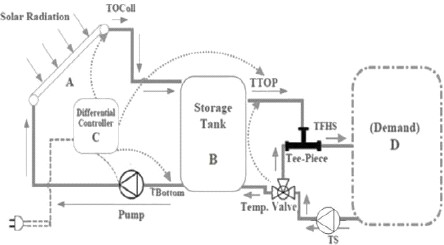 Solar Radiation
TOColl
A
TTOP
Differential
Controller
C
Storage
Tank
B
TFHS
(Demand)
D
Tee-Piece
TBottom
Temp. Valve
Pump
TS